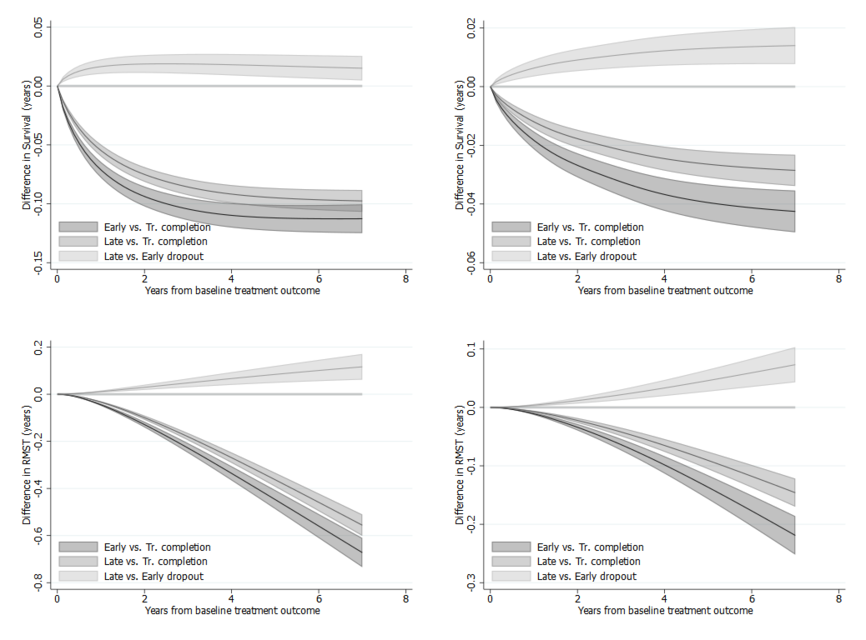 Difference in Survival (years)
0.05
0.00
-0.05
-0.10
-0.15
Early vs. Tr. completion
Late vs. Tr. completion
Late vs. Early dropout
0 2 4 6 8
Years from baseline treatment outcome
Difference in Survival (years)
0.02
0.00
-0.02
-0.04
-0.06
Early vs. Tr. completion
Late vs. Tr. completion
Late vs. Early dropout
0 2 4 6 8
Years from baseline treatment outcome
Difference in RMST (years)
0.2
0.0
-0.2
-0.4
-0.6
-0.8
Early vs. Tr. completion
Late vs. Tr. completion
Late vs. Early dropout
0 2 4 6 8
Years from baseline treatment outcome
Difference in RMST (years)
0.1
0.0
-0.1
-0.2
-0.3
Early vs. Tr. completion
Late vs. Tr. completion
Late vs. Early dropout
0 2 4 6 8
Years from baseline treatment outcome